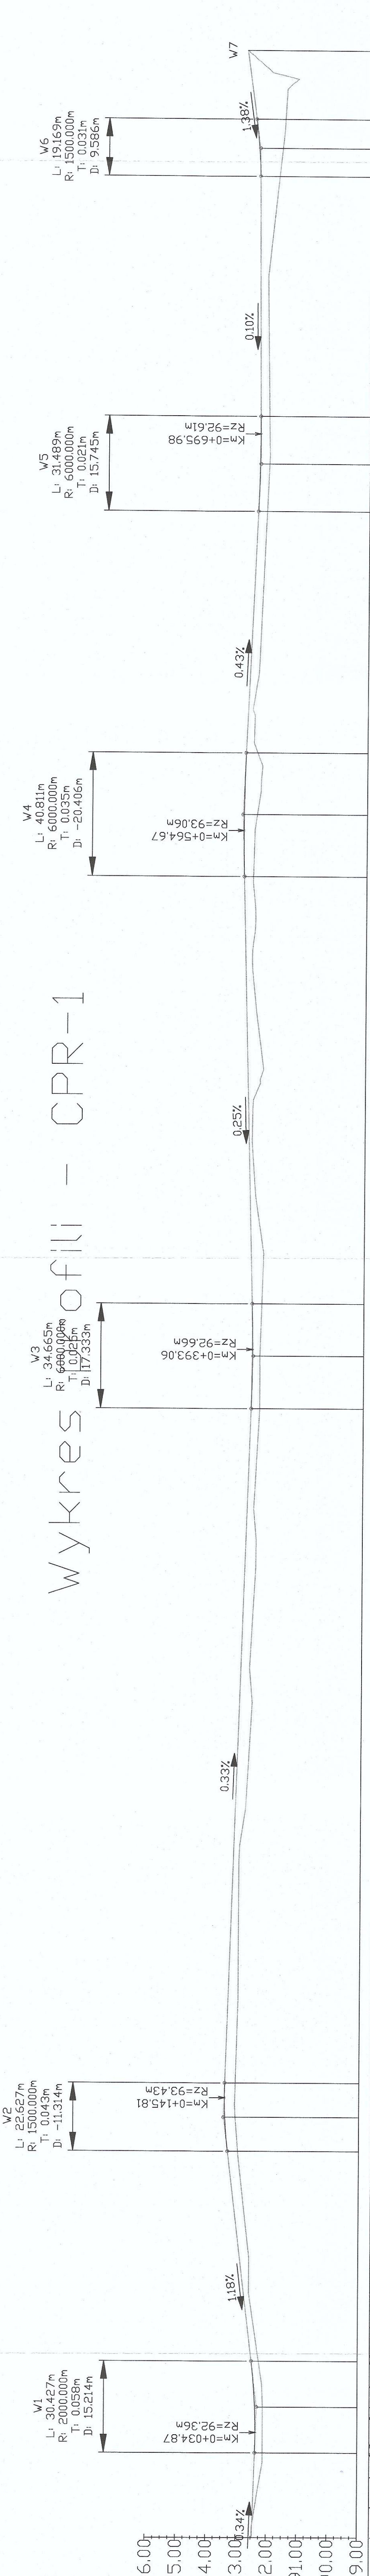 Wykres profili - CPR-1
W1
L: 30.427m
R: 2000.000m
T: 0.058m
D: 15.214m
W2
L: 22.627m
R: 1500.000m
T: 0.043m
D: -11.314m
W3
L: 34.665m
R: 6000.000m
T: 0.025m
D: 17.333m
W4
L: 40.811m
R: 6000.000m
T: 0.035m
D: -20.406m
W5
L: 31.489m
R: 6000.000m
T: 0.021m
D: 15.745m
W6
L: 19.169m
R: 1500.000m
T: 0.031m
D: 9.586m
W7
Km=0+034.87
Rz=92.36m
Km=0+145.81
Rz=93.43m
Km=0+393.06
Rz=92.66m
Km=0+564.67
Rz=93.06m
Km=0+695.98
Rz=92.61m
0.34%
1.18%
0.33%
0.25%
0.43%
0.10%
1.38%
6.00
5.00
4.00
3.00
2.00
91.00
0.00
9.00